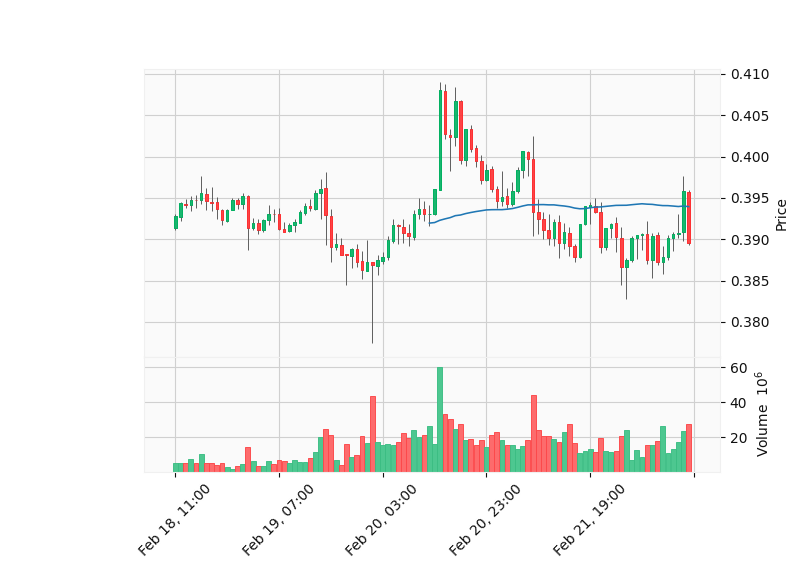 0.410
0.405
0.400
0.395
0.390
0.385
0.380
Price
60
40
20
Volume 10^6
Feb 18, 11:00
Feb 19, 07:00
Feb 20, 03:00
Feb 20, 23:00
Feb 21, 19:00